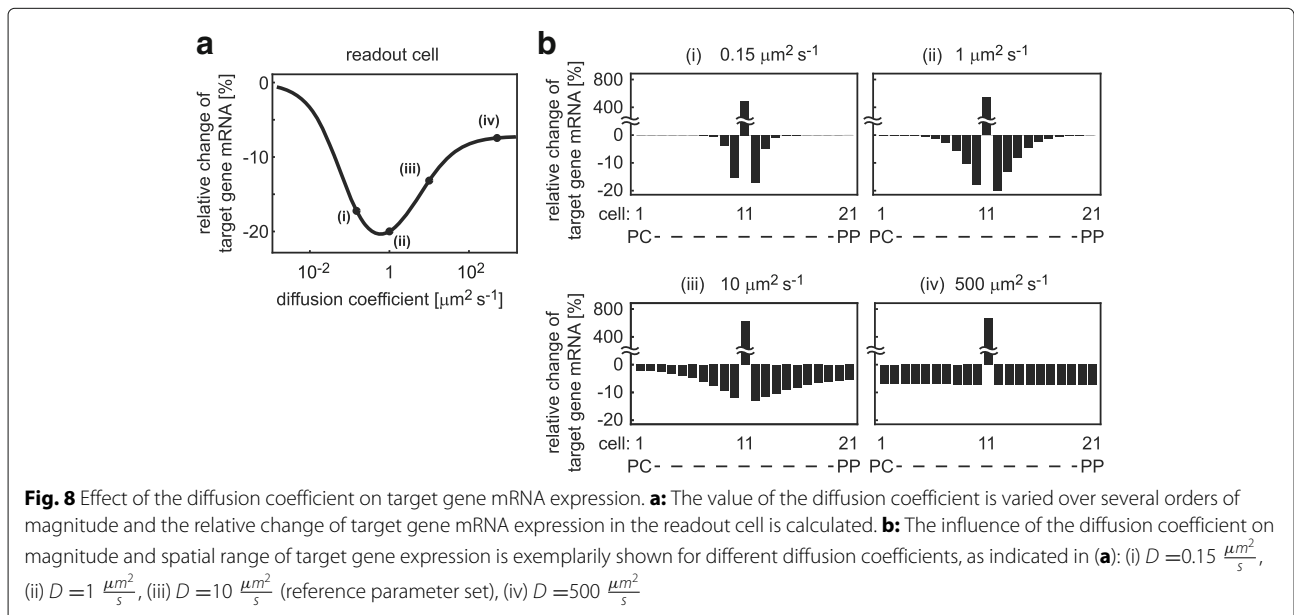 a
readout cell
relative change of
target gene mRNA [%]
0
-10
-20
(i)
(ii)
(iii)
(iv)
10-2
1
102
diffusion coefficient [μm2 s-1]
b
(i) 0.15 μm2 s-1
(ii) 1 μm2 s-1
relative change of
target gene mRNA [%]
800
400
0
-10
-20
cell: 1 11 21
PC- – – – – – – – – – -PP
1 11 21
PC- – – – – – – – – – -PP
(iii) 10 μm2 s-1
(iv) 500 μm2 s-1
relative change of
target gene mRNA [%]
800
400
0
-10
-20
800
400
0
-10
-20
cell: 1 11 21
PC- – – – – – – – – – -PP
1 11 21
PC- – – – – – – – – – -PP
Fig. 8 Effect of the diffusion coefficient on target gene mRNA expression. a: The value of the diffusion coefficient is varied over several orders of
magnitude and the relative change of target gene mRNA expression in the readout cell is calculated. b: The influence of the diffusion coefficient on
magnitude and spatial range of target gene expression is exemplarily shown for different diffusion coefficients, as indicated in (a): (i) D =0.15 μm2/s,
(ii) D =1 μm2/s, (iii) D =10 μm2/s (reference parameter set), (iv) D =500 μm2/s